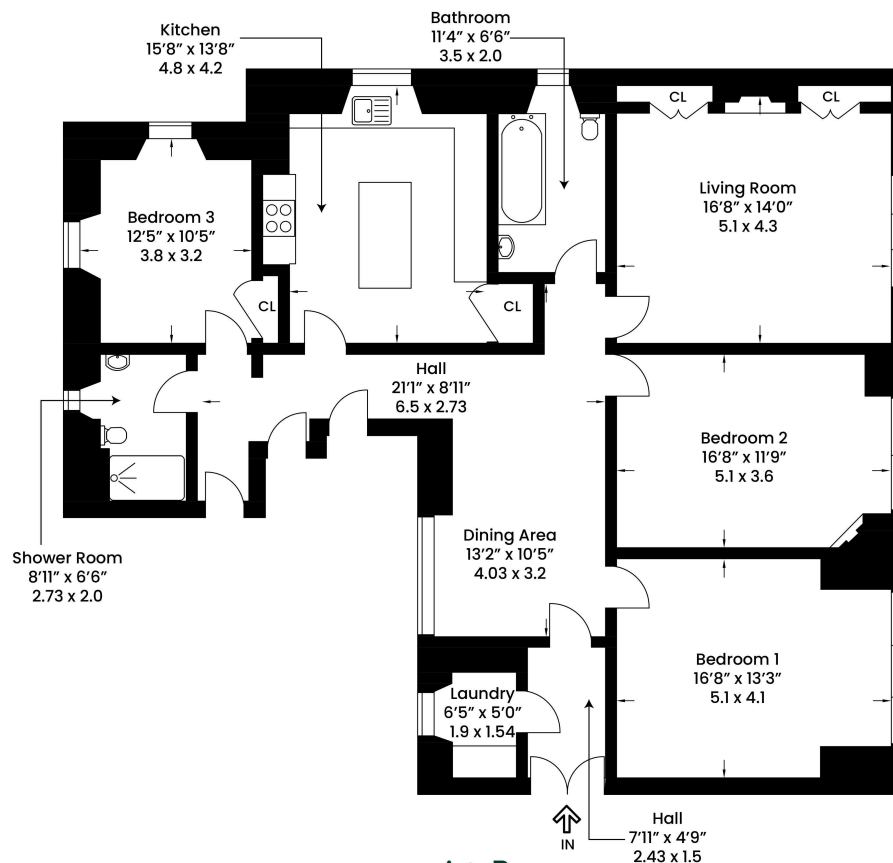 Kitchen
15’8” x 13’8”
4.8 x 4.2
Bathroom
11’4” x 6’6”
3.5 x 2.0
CL
CL
Living Room
16’8” x 14’0”
5.1 x 4.3
Bedroom 3
12’5” x 10’5”
3.8 x 3.2
CL
CL
Hall
21’1” x 8’11”
6.5 x 2.73
Bedroom 2
16’8” x 11’9”
5.1 x 3.6
Shower Room
8’11” x 6’6”
2.73 x 2.0
Dining Area
13’2” x 10’5”
4.03 x 3.2
Bedroom 1
16’8” x 13’3”
5.1 x 4.1
Laundry
6’5” x 5’0”
1.9 x 1.54
IN
Hall
7’11” x 4’9”
2.43 x 1.5